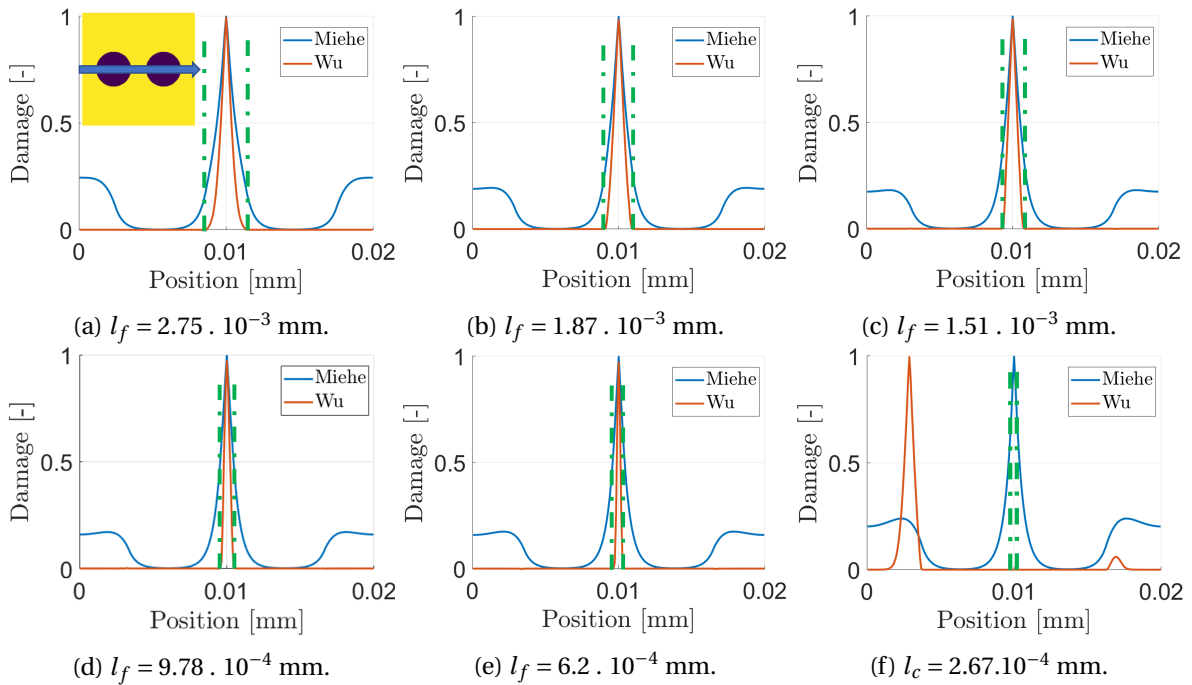 1
Miehe
Wu
Damage [-]
0.5
0
0 0.01 0.02
Position [mm]
(a) l_f = 2.75 . 10⁻³ mm.
1
Miehe
Wu
Damage [-]
0.5
0
0 0.01 0.02
Position [mm]
(b) l_f = 1.87 . 10⁻³ mm.
1
Miehe
Wu
Damage [-]
0.5
0
0 0.01 0.02
Position [mm]
(c) l_f = 1.51 . 10⁻³ mm.
1
Miehe
Wu
Damage [-]
0.5
0
0 0.01 0.02
Position [mm]
(d) l_f = 9.78 . 10⁻⁴ mm.
1
Miehe
Wu
Damage [-]
0.5
0
0 0.01 0.02
Position [mm]
(e) l_f = 6.2 . 10⁻⁴ mm.
1
Miehe
Wu
Damage [-]
0.5
0
0 0.01 0.02
Position [mm]
(f) l_c = 2.67.10⁻⁴ mm.